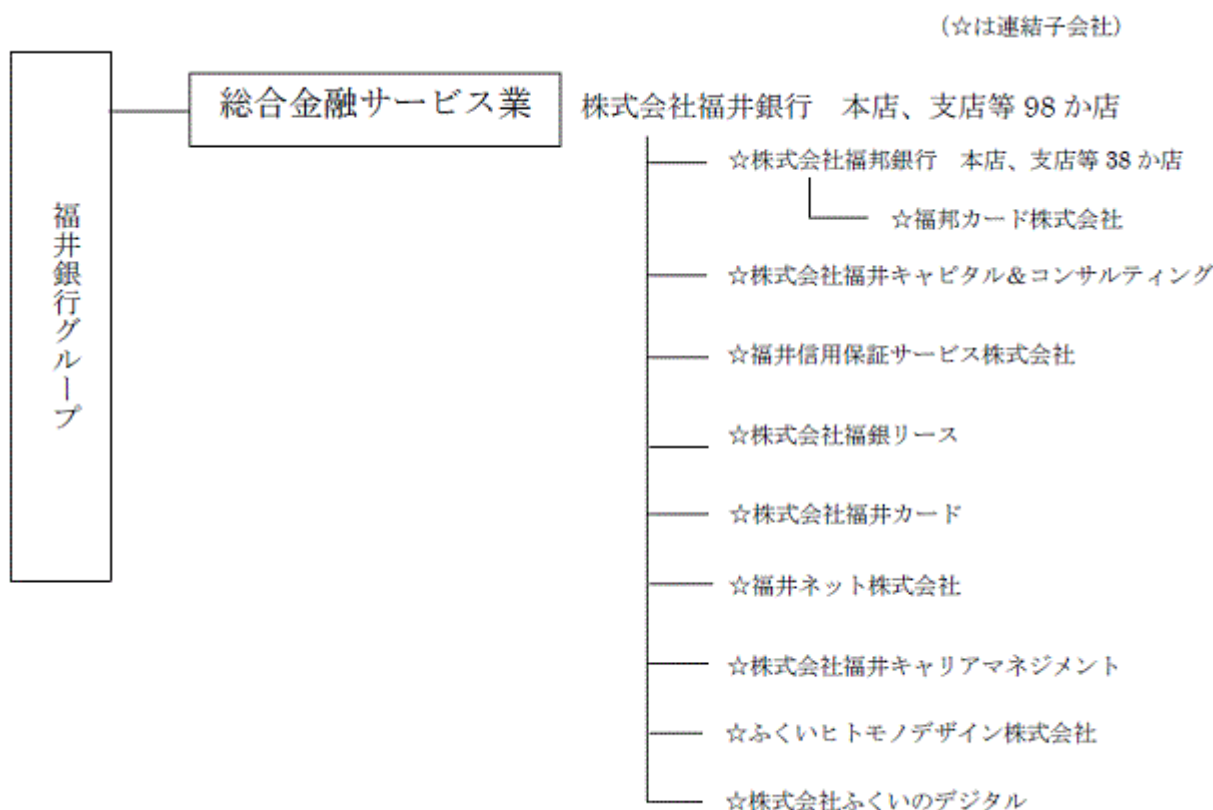 （☆は連結子会社）
総合金融サービス業
株式会社福井銀行　本店、支店等 98 か店
☆株式会社福邦銀行　本店、支店等 38 か店
☆福邦カード株式会社
福井銀行グループ
☆株式会社福井キャピタル＆コンサルティング
☆福井信用保証サービス株式会社
☆株式会社福銀リース
☆株式会社福井カード
☆福井ネット株式会社
☆株式会社福井キャリアマネジメント
☆ふくいヒトモノデザイン株式会社
☆株式会社ふくいのデジタル